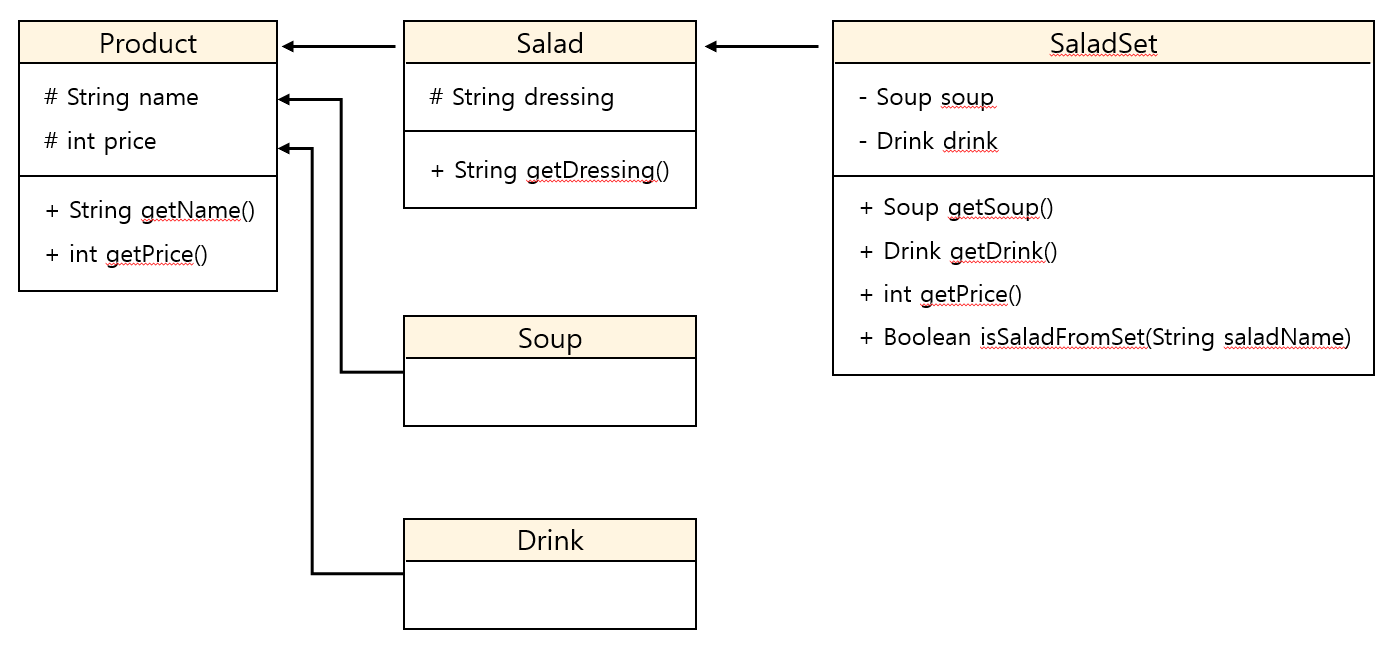 Product
# String name
# int price
+ String getName()
+ int getPrice()
Salad
# String dressing
+ String getDressing()
SaladSet
- Soup soup
- Drink drink
+ Soup getSoup()
+ Drink getDrink()
+ int getPrice()
+ Boolean isSaladFromSet(String saladName)
Soup
Drink